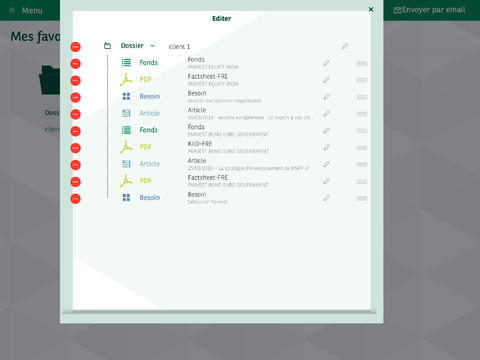 Menu
Envoyer par email
Mes favo
Doss
clien
Editer
Dossier client 1
Fonds Fonds
PARVEST EQUITY INDIA
PDF Factsheet-FRE
PARVEST EQUITY INDIA
Besoin Besoin
Investir socialement responsable
Article Article
05/03/2014 - Actions européennes : un expert à vos côt...
Fonds Fonds
PARVEST BOND EURO GOVERNMENT
PDF KIID-FRE
PARVEST BOND EURO GOVERNMENT
Article Article
25/02/2014 - La stratégie d'investissement de BNPP IP
PDF Factsheet-FRE
PARVEST BOND EURO GOVERNMENT
Besoin Besoin
Découvrir Parvest